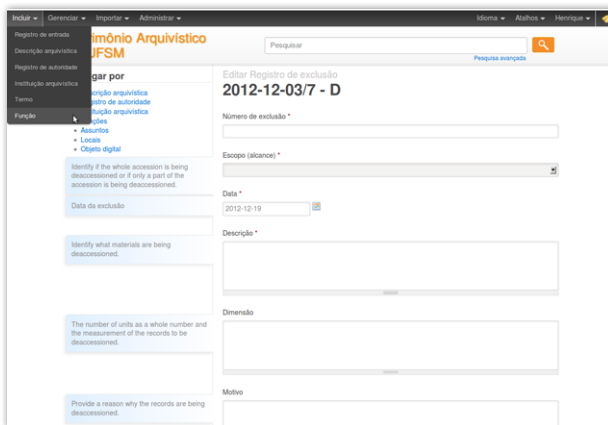 Incluir Gerenciar Importar Administrar Idioma Atalhos Henrique
Registro de entrada
Descrição arquivística
Registro de autoridade
Instituição arquivística
Termo
Função
imônio Arquivístico
UFSM
Pesquisar
Pesquisa avançada
gar por
crição arquivística
gistro de autoridade
tituição arquivística
ções
Assuntos
Locais
Objeto digital
Editar Registro de exclusão
2012-12-03/7 - D
Número de exclusão *
Identify if the whole accession is being
deaccessioned or if only a part of the
accession is being deaccessioned.
Escopo (alcance) *
Data da exclusão
Data *
2012-12-19
Identify what materials are being
deaccessioned.
Descrição *
The number of units as a whole number and
the measurement of the records to be
deaccessioned.
Dimensão
Provide a reason why the records are being
deaccessioned.
Motivo